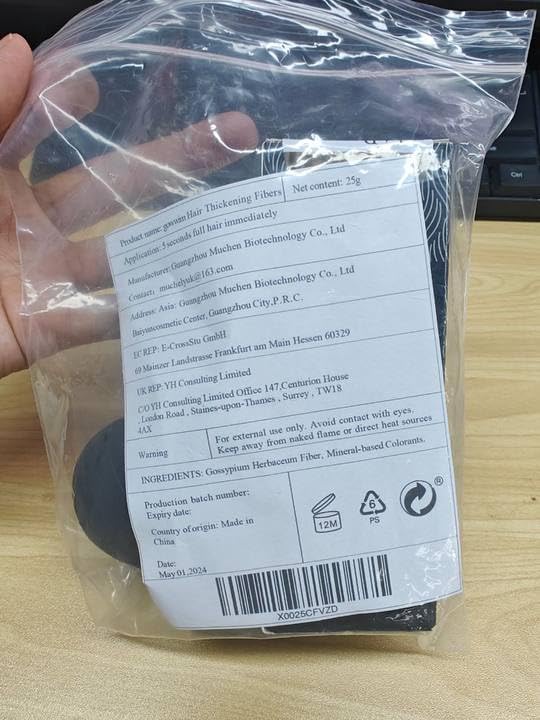 Product name: gowwim Hair Thickening Fibers
Net content: 25g
Application: 5 seconds full hair immediately
Manufacturer: Guangzhou Muchen Biotechnology Co., Ltd
Contact: muchelyuk@163.com
Address: Asia: Guangzhou Muchen Biotechnology Co., Ltd
Baiyuncosmetic Center, Guangzhou City,P.R.C.
EC REP: E-CrossStu GmbH
69 Mainzer Landstrasse Frankfurt am Main Hessen 60329
UK REP: YH Consulting Limited
C/O YH Consulting Limited Office 147,Centurion House
, London Road , Staines-upon-Thames , Surrey , TW18
4AX
Warning
For external use only. Avoid contact with eyes.
Keep away from naked flame or direct heat sources
INGREDIENTS: Gossypium Herbaceum Fiber, Mineral-based Colorants.
Production batch number:
Expiry date:
Country of origin: Made in
China
Date:
May 01,2024
12M
6
PS
®
X0025CFVZD
Ctrl